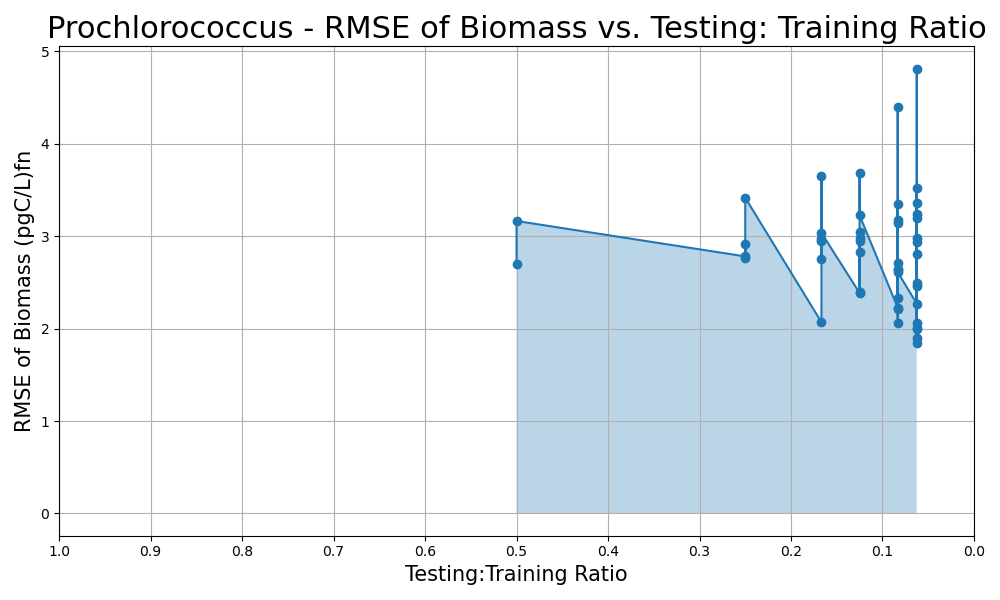 Prochlorococcus - RMSE of Biomass vs. Testing: Training Ratio
RMSE of Biomass (pgC/L)fn
5
4
3
2
1
0
1.0 0.9 0.8 0.7 0.6 0.5 0.4 0.3 0.2 0.1 0.0
Testing:Training Ratio